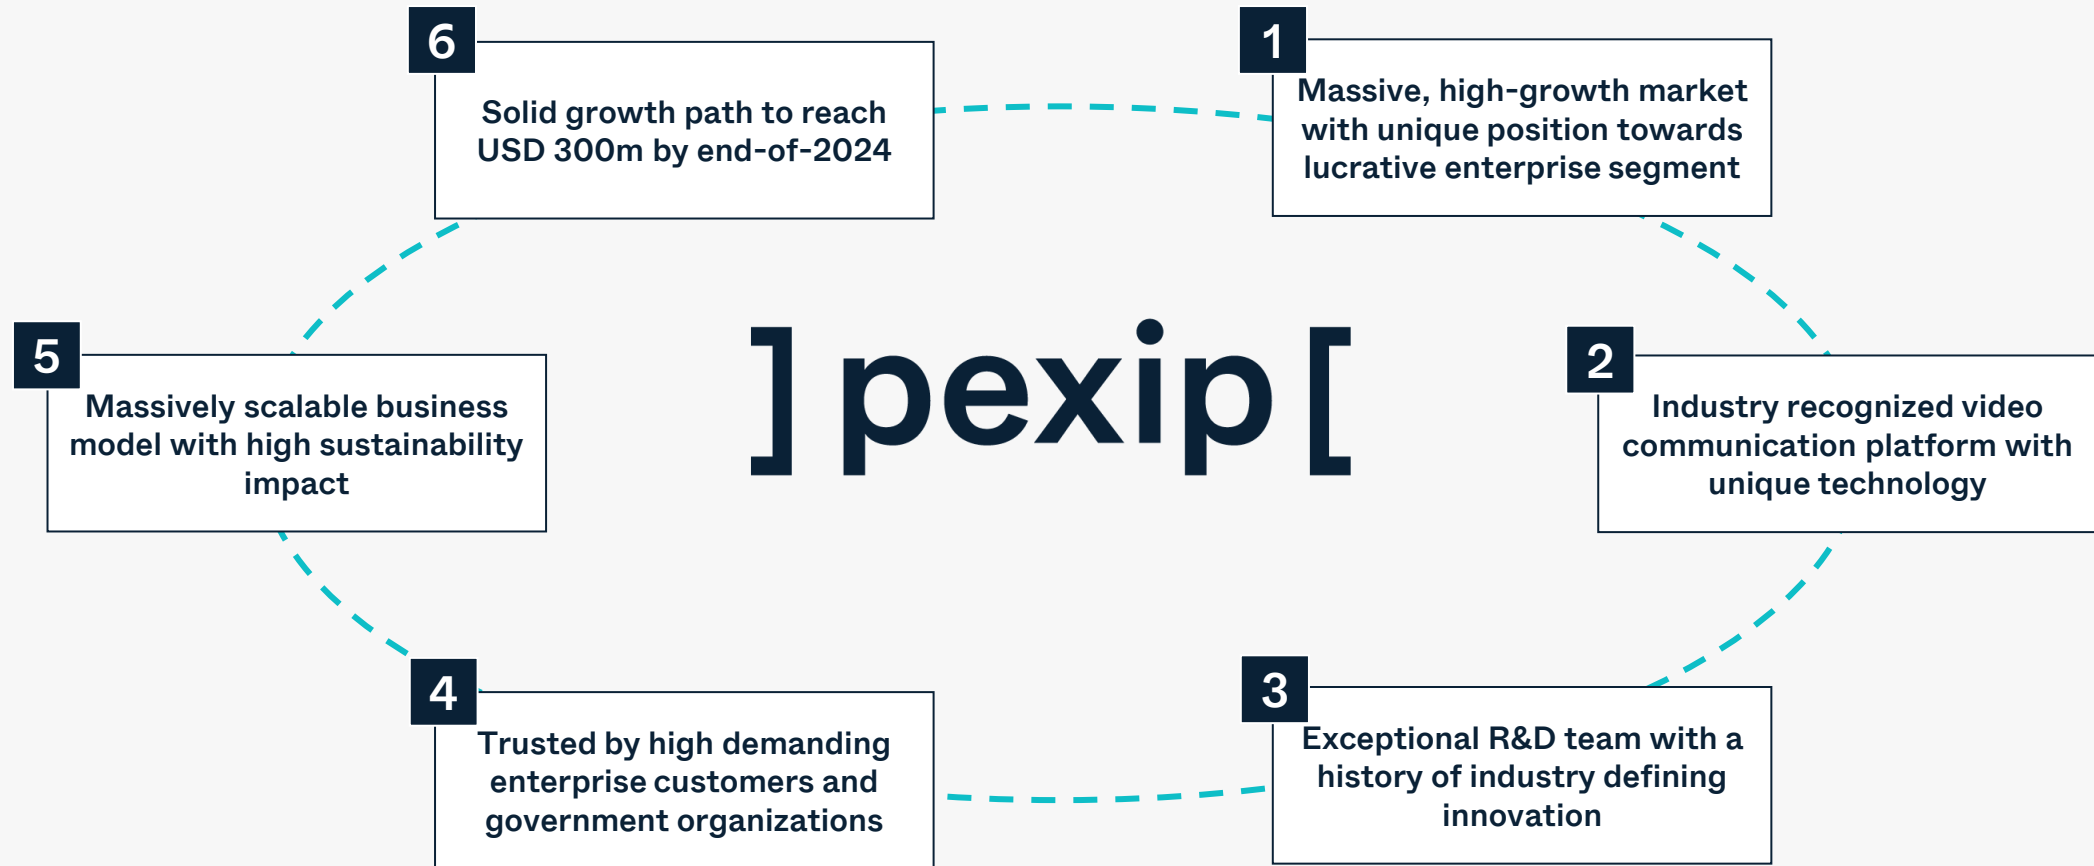 6
Solid growth path to reach
USD 300m by end-of-2024
1
Massive, high-growth market
with unique position towards
lucrative enterprise segment
5
Massively scalable business
model with high sustainability
impact
]pexip[
2
Industry recognized video
communication platform with
unique technology
4
Trusted by high demanding
enterprise customers and
government organizations
3
Exceptional R&D team with a
history of industry defining
innovation